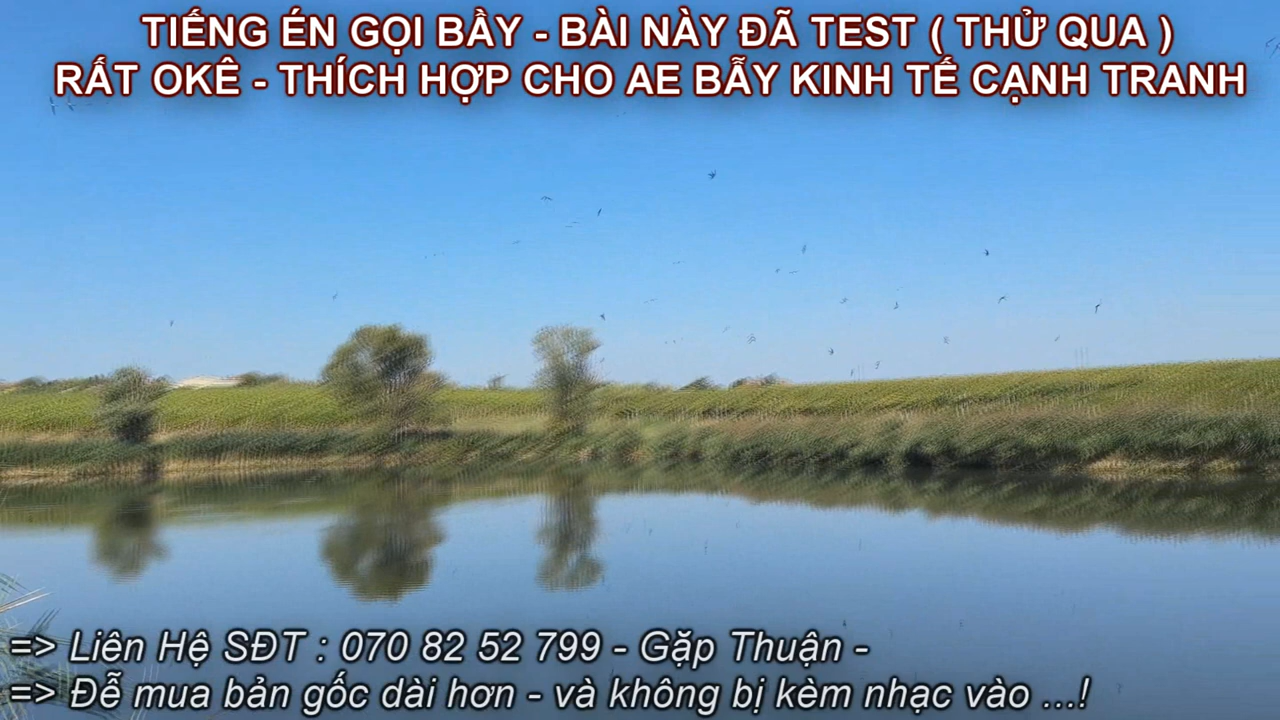 TIẾNG ÉN GỌI BẦY - BÀI NÀY ĐÃ TEST ( THỬ QUA )
RẤT OKÊ - THÍCH HỢP CHO AE BẪY KINH TẾ CẠNH TRANH
=> Liên Hệ SĐT : 070 82 52 799 - Gặp Thuận -
=> Đễ mua bản gốc dài hơn - và không bị kèm nhạc vào ...!